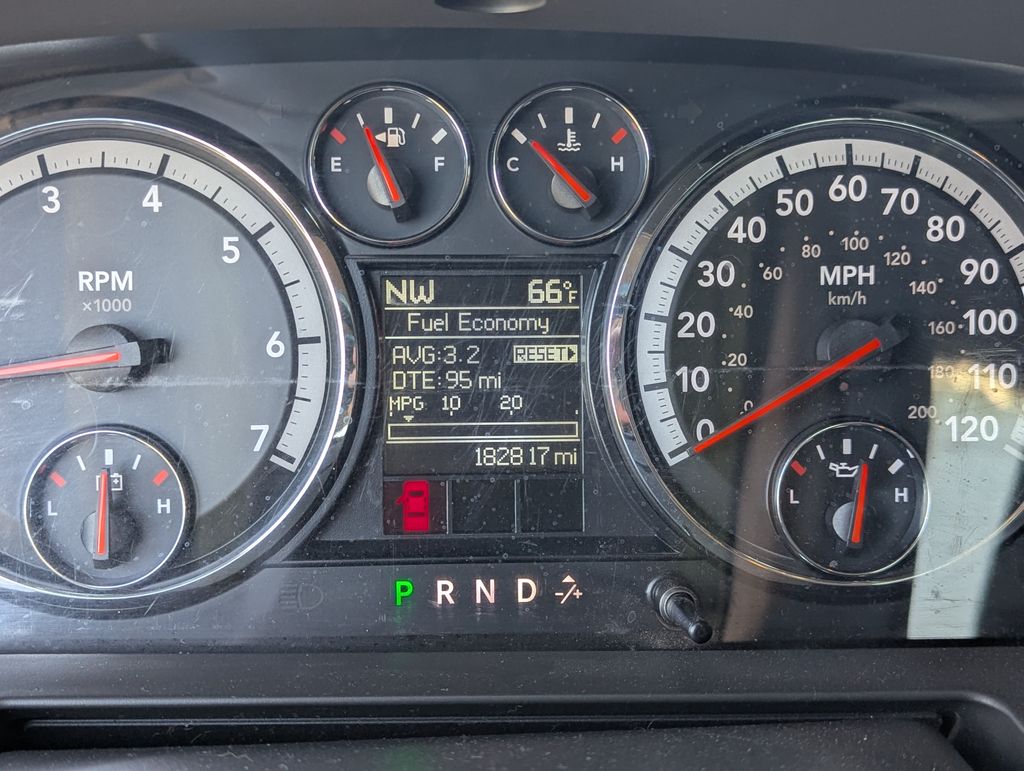 E F
C H
3 4 5 6 7
RPM
×1000
L H
NW 66°F
Fuel Economy
AVG:3.2 RESET
DTE: 95 mi
MPG 10 20
182817 mi
P R N D -/+
0 10 20 30 40 50 60 70 80 90 100 110 120
MPH
km/h
0 20 40 60 80 100 120 140 160 180 200
L H